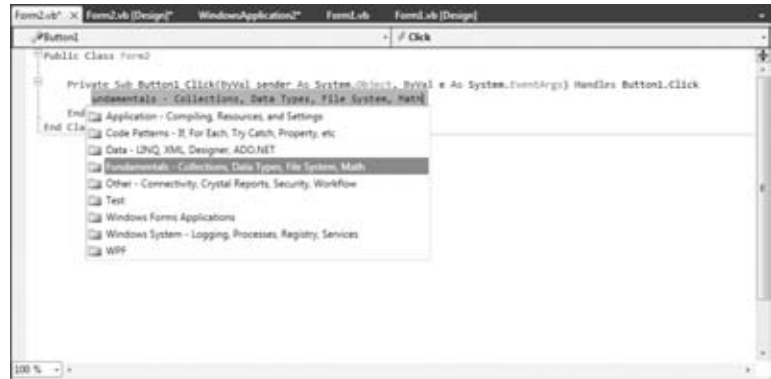 Form2.vb* X Form2.vb [Design]* WindowsApplication2* Form1.vb Form1.vb [Design]
Button1 Click
Public Class Form2
Private Sub Button1_Click(ByVal sender As System.Object, ByVal e As System.EventArgs) Handles Button1.Click
undamentals - Collections, Data Types, File System, Math
End
Application - Compiling, Resources, and Settings
End Cla
Code Patterns - If, For Each, Try Catch, Property, etc
Data - LINQ, XML, Designer, ADO.NET
Fundamentals - Collections, Data Types, File System, Math
Other - Connectivity, Crystal Reports, Security, Workflow
Test
Windows Forms Applications
Windows System - Logging, Processes, Registry, Services
WPF
100 %